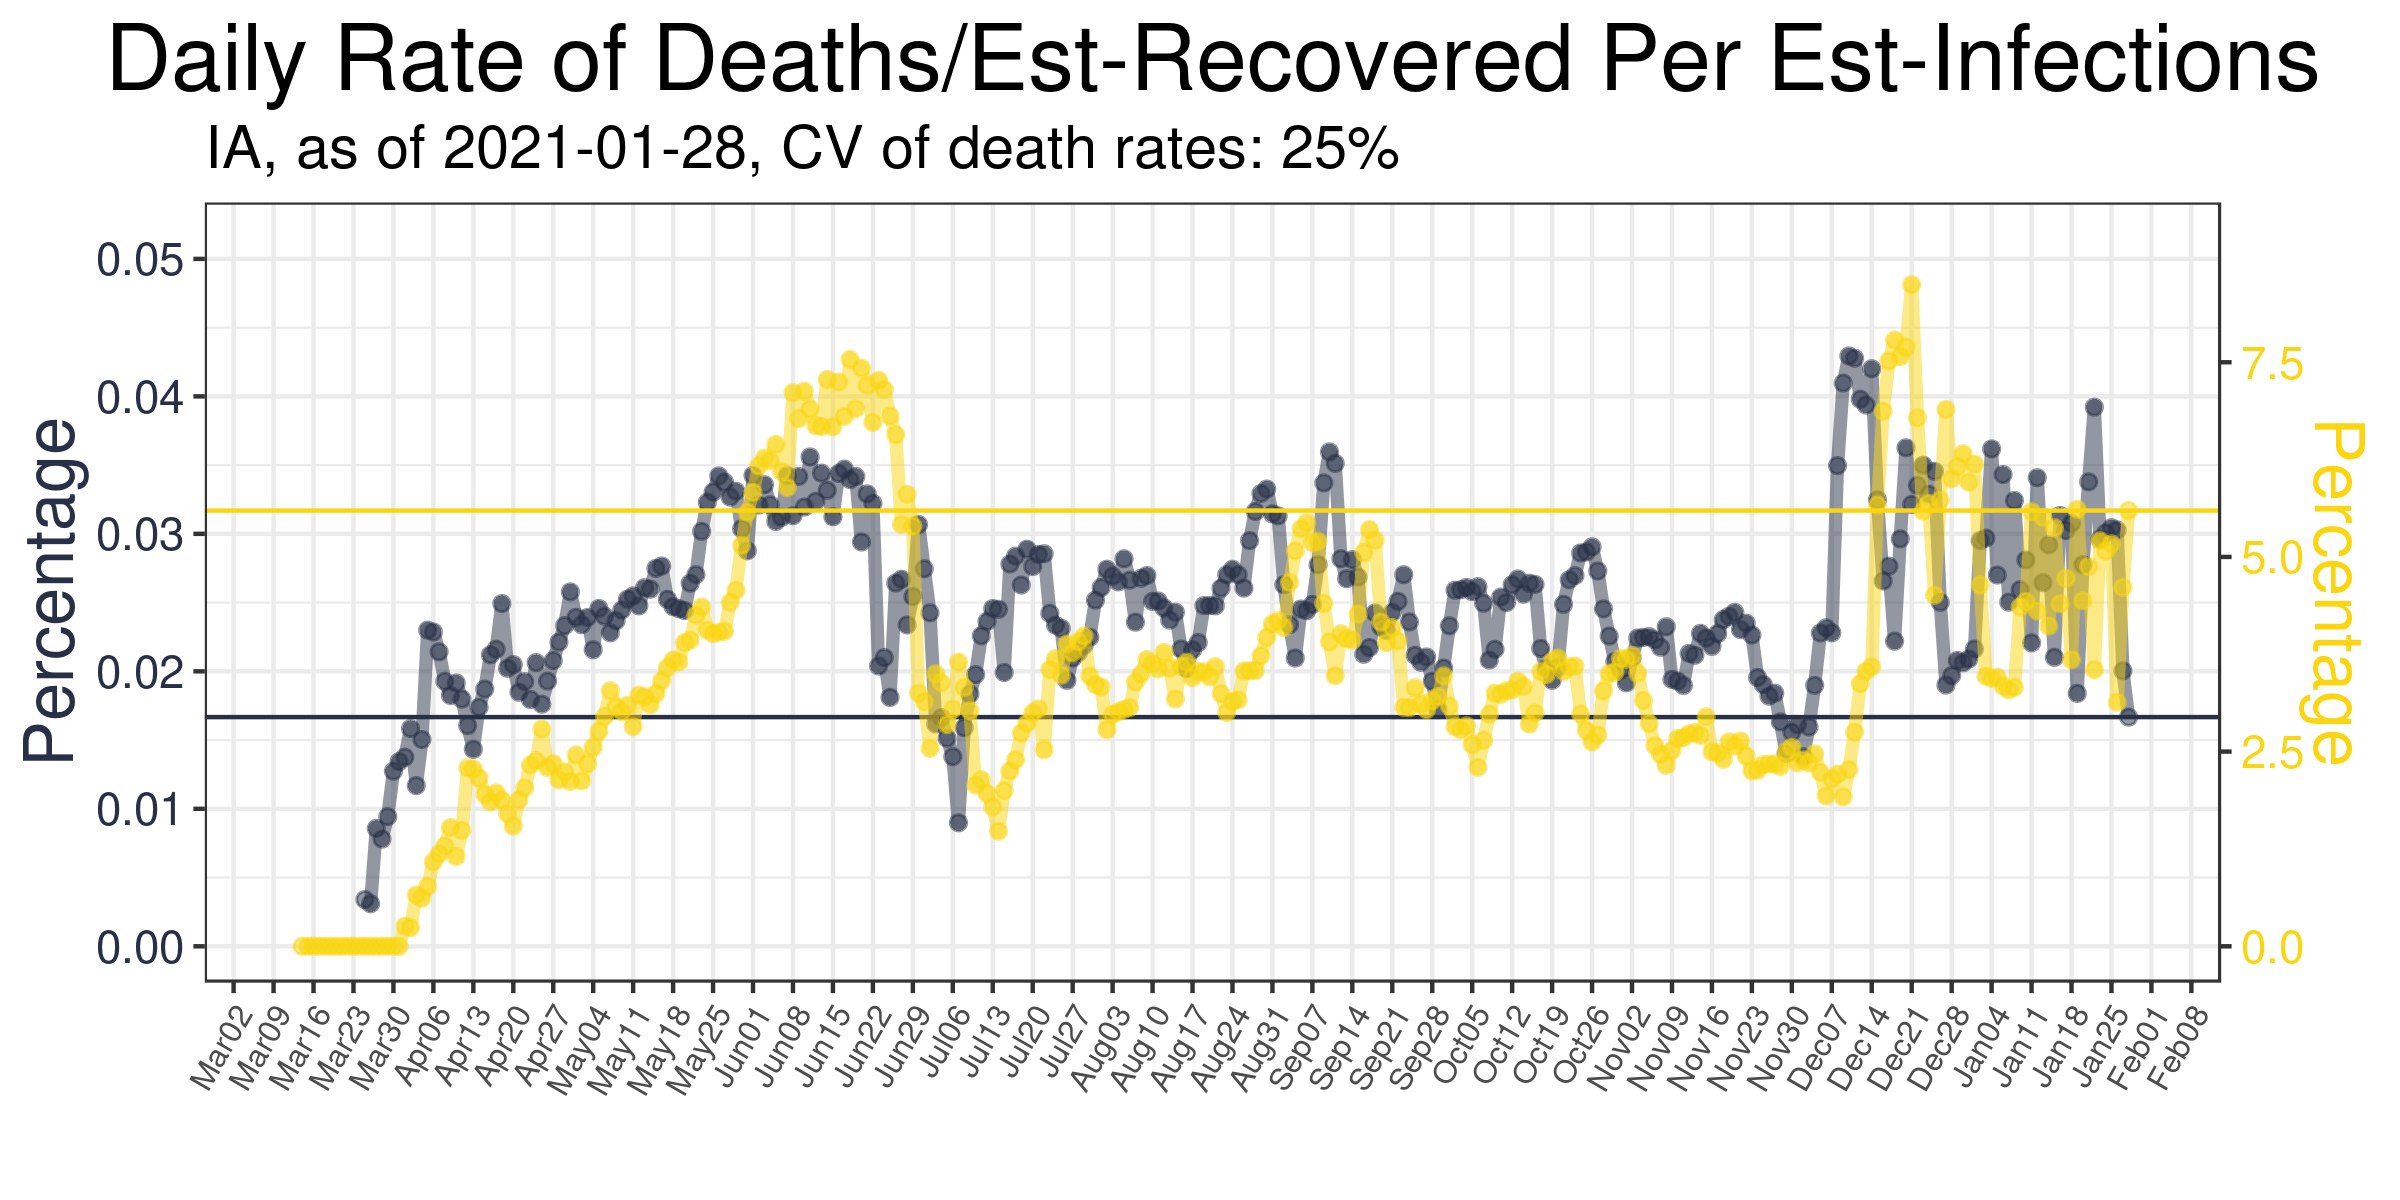 Daily Rate of Deaths/Est-Recovered Per Est-Infections
IA, as of 2021-01-28, CV of death rates: 25%
Percentage
0.05
0.04
0.03
0.02
0.01
0.00
7.5
5.0
2.5
0.0
Percentage
Mar02
Mar09
Mar16
Mar23
Mar30
Apr06
Apr13
Apr20
Apr27
May04
May11
May18
May25
Jun01
Jun08
Jun15
Jun22
Jun29
Jul06
Jul13
Jul20
Jul27
Aug03
Aug10
Aug17
Aug24
Aug31
Sep07
Sep14
Sep21
Sep28
Oct05
Oct12
Oct19
Oct26
Nov02
Nov09
Nov16
Nov23
Nov30
Dec07
Dec14
Dec21
Dec28
Jan04
Jan11
Jan18
Jan25
Feb01
Feb08